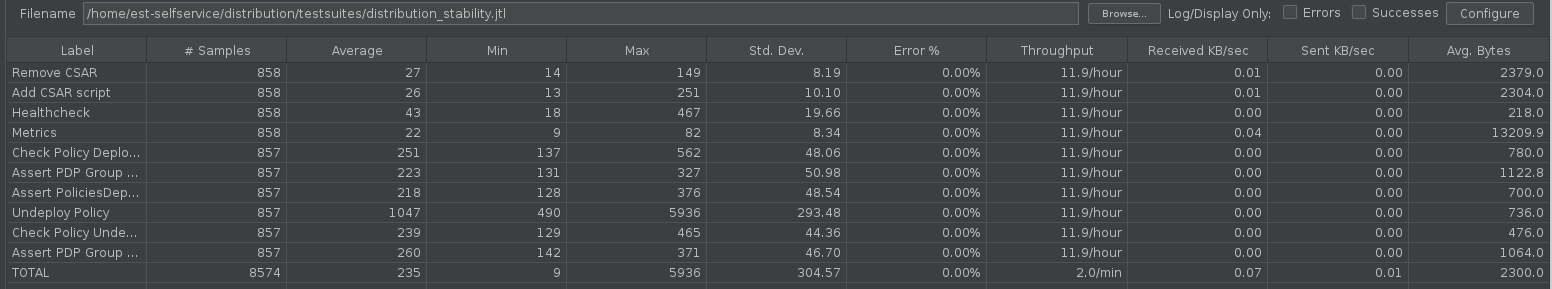 Filename /home/est-selfservice/distribution/testsuites/distribution_stability.jtl Browse... Log/Display Only: Errors Successes Configure
Label # Samples Average Min Max Std. Dev. Error % Throughput Received KB/sec Sent KB/sec Avg. Bytes
Remove CSAR 858 27 14 149 8.19 0.00% 11.9/hour 0.01 0.00 2379.0
Add CSAR script 858 26 13 251 10.10 0.00% 11.9/hour 0.01 0.00 2304.0
Healthcheck 858 43 18 467 19.66 0.00% 11.9/hour 0.00 0.00 218.0
Metrics 858 22 9 82 8.34 0.00% 11.9/hour 0.04 0.00 13209.9
Check Policy Deplo... 857 251 137 562 48.06 0.00% 11.9/hour 0.00 0.00 780.0
Assert PDP Group ... 857 223 131 327 50.98 0.00% 11.9/hour 0.00 0.00 1122.8
Assert PoliciesDep... 857 218 128 376 48.54 0.00% 11.9/hour 0.00 0.00 700.0
Undeploy Policy 857 1047 490 5936 293.48 0.00% 11.9/hour 0.00 0.00 736.0
Check Policy Unde... 857 239 129 465 44.36 0.00% 11.9/hour 0.00 0.00 476.0
Assert PDP Group ... 857 260 142 371 46.70 0.00% 11.9/hour 0.00 0.00 1064.0
TOTAL 8574 235 9 5936 304.57 0.00% 2.0/min 0.07 0.01 2300.0